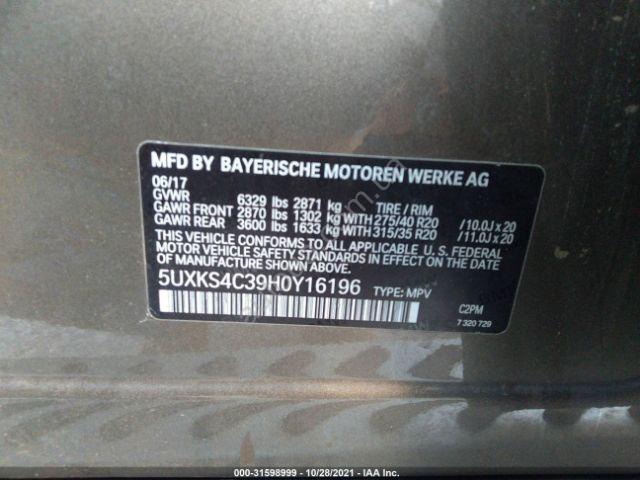 MFD BY BAYERISCHE MOTOREN WERKE AG
06/17
GVWR 6329 lbs 2871 kg TIRE / RIM
GAWR FRONT 2870 lbs 1302 kg WITH 275/40 R20 /10.0J x 20
GAWR REAR 3600 lbs 1633 kg WITH 315/35 R20 /11.0J x 20
THIS VEHICLE CONFORMS TO ALL APPLICABLE U. S. FEDERAL
MOTOR VEHICLE SAFETY STANDARDS IN EFFECT ON THE
DATE OF MANUFACTURE SHOWN ABOVE.
5UXKS4C39H0Y16196 TYPE: MPV
C2PM
7 320 729
000-31598999 10/28/2021 IAAI.COM